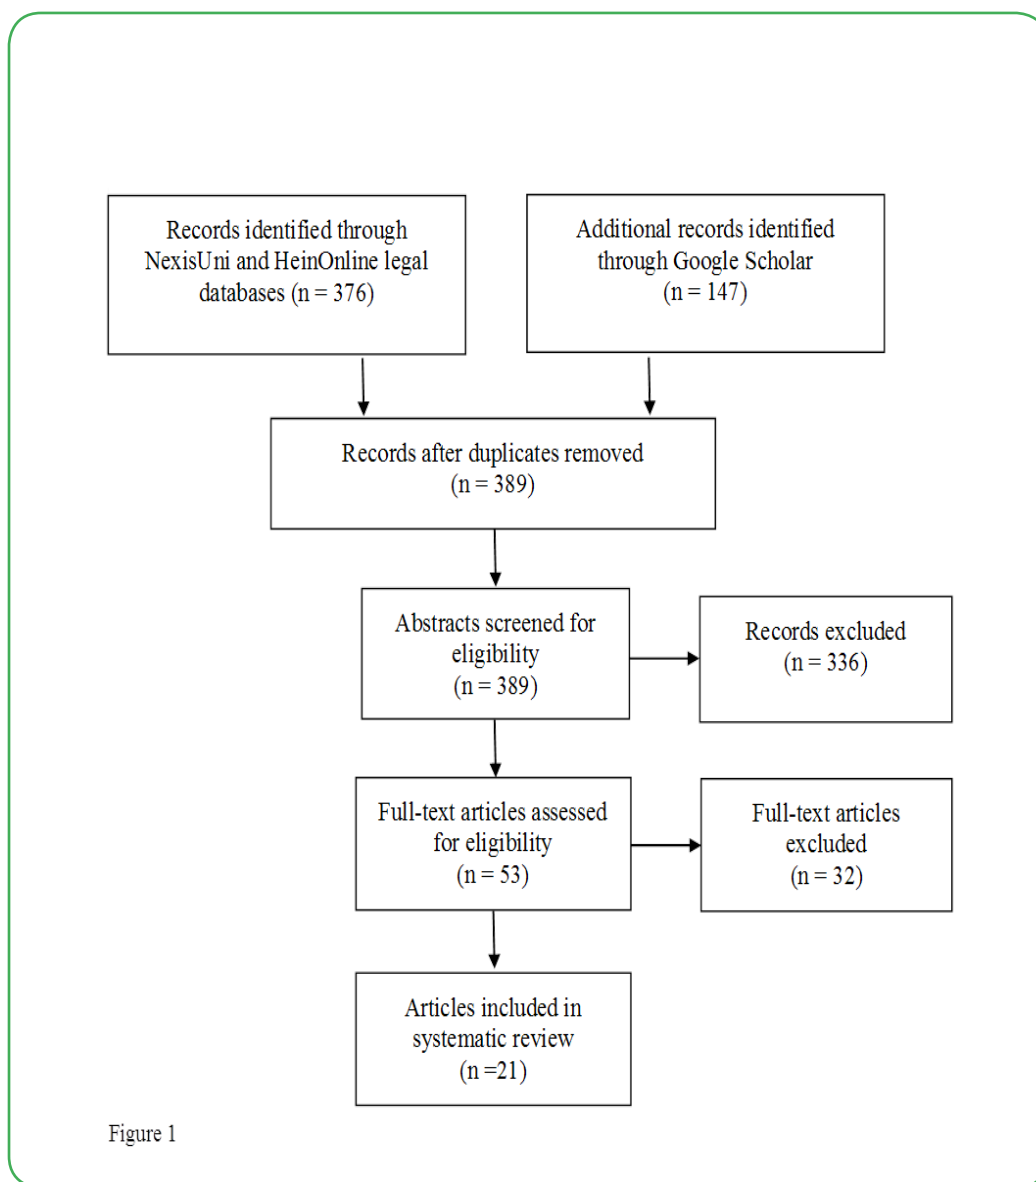 Records identified through
NexisUni and HeinOnline legal
databases (n = 376)
Additional records identified
through Google Scholar
(n = 147)
Records after duplicates removed
(n = 389)
Abstracts screened for
eligibility
(n = 389)
Records excluded
(n = 336)
Full-text articles assessed
for eligibility
(n = 53)
Full-text articles
excluded
(n = 32)
Articles included in
systematic review
(n =21)
Figure 1